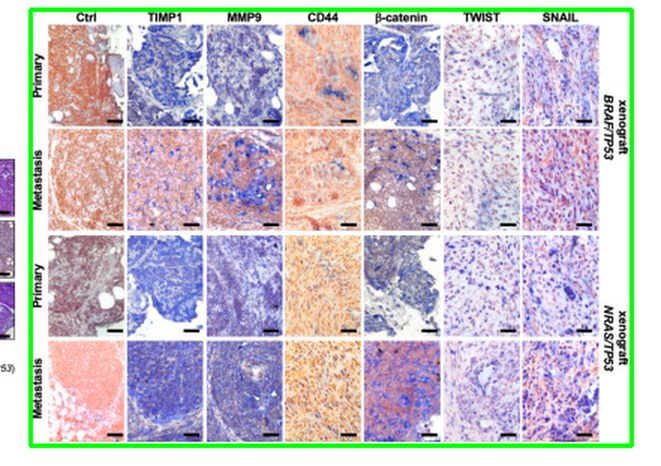 Ctrl TIMP1 MMP9 CD44 β-catenin TWIST SNAIL
Primary
Metastasis
xenograft
BRAF/TP53
Primary
Metastasis
xenograft
NRAS/TP53
53)